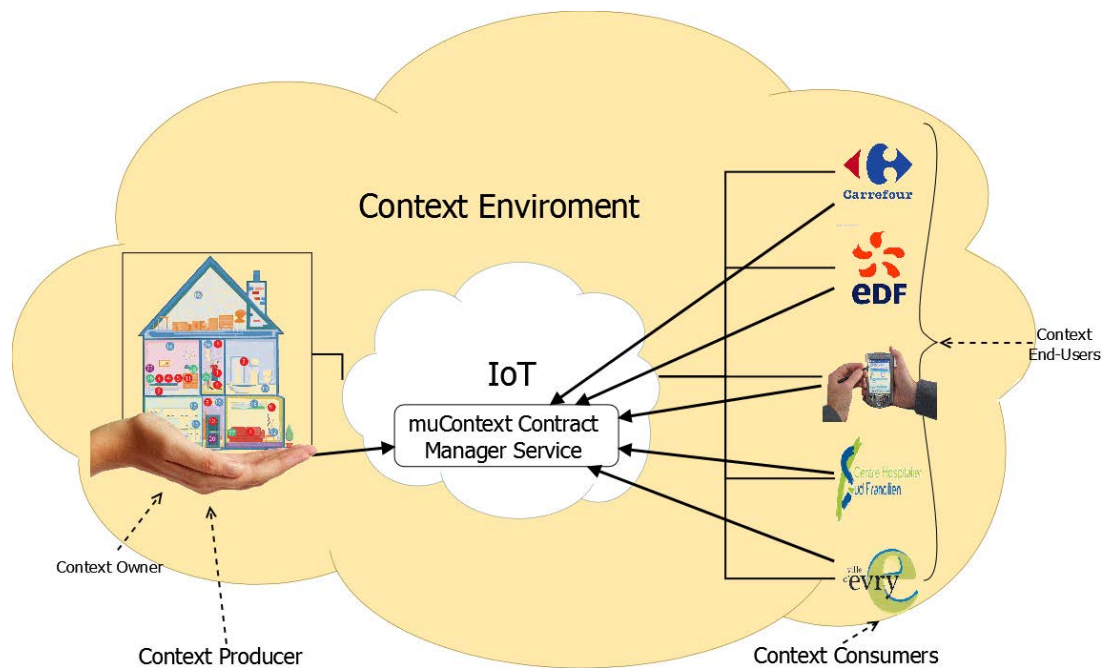 Context Enviroment
Carrefour
eDF
IoT
muContext Contract
Manager Service
Context
End-Users
Centre Hospitalier
Sud Francilien
ville
d'evry
e
Context Owner
Context Producer
Context Consumers